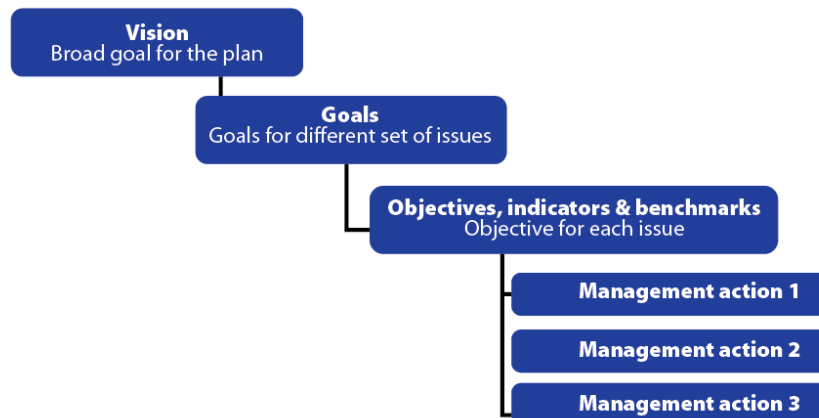 Vision
Broad goal for the plan
Goals
Goals for different set of issues
Objectives, indicators & benchmarks
Objective for each issue
Management action 1
Management action 2
Management action 3